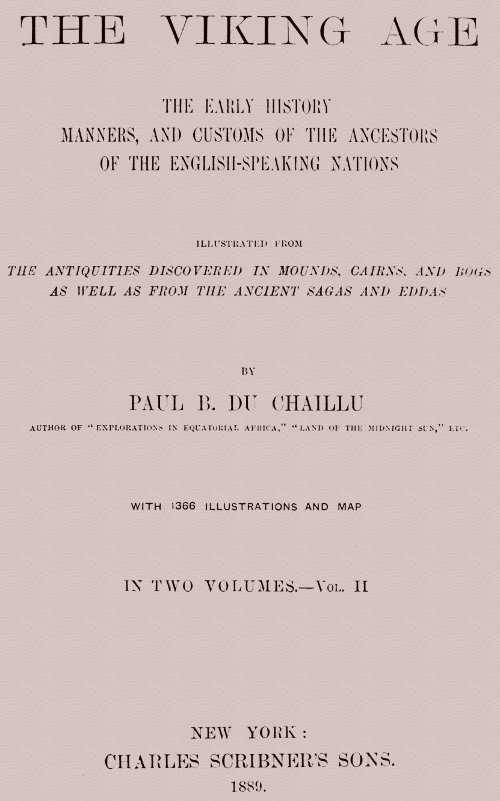 THE VIKING AGE
THE EARLY HISTORY
MANNERS, AND CUSTOMS OF THE ANCESTORS
OF THE ENGLISH-SPEAKING NATIONS
ILLUSTRATED FROM
THE ANTIQUITIES DISCOVERED IN MOUNDS, CAIRNS, AND BOGS
AS WELL AS FROM THE ANCIENT SAGAS AND EDDAS
BY
PAUL B. DU CHAILLU
AUTHOR OF “EXPLORATIONS IN EQUATORIAL AFRICA,” “LAND OF THE MIDNIGHT SUN,” ETC.
WITH 1366 ILLUSTRATIONS AND MAP
IN TWO VOLUMES.—VOL. II
NEW YORK:
CHARLES SCRIBNER'S SONS.
1889.